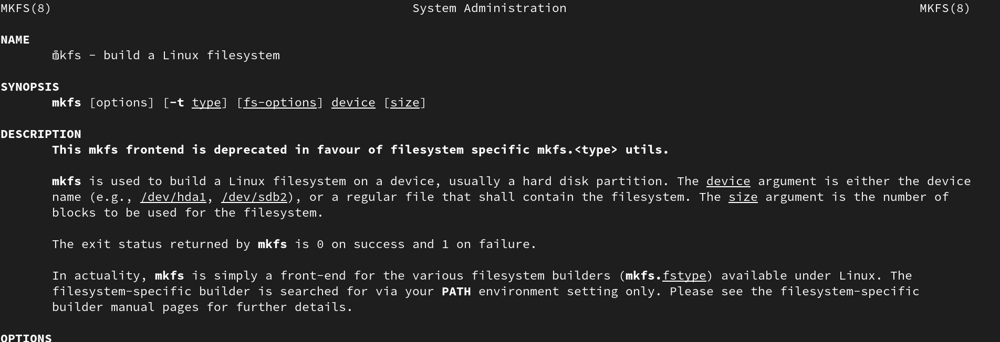 MKFS(8) System Administration MKFS(8)
NAME
mkfs - build a Linux filesystem
SYNOPSIS
mkfs [options] [-t type] [fs-options] device [size]
DESCRIPTION
This mkfs frontend is deprecated in favour of filesystem specific mkfs.<type> utils.
mkfs is used to build a Linux filesystem on a device, usually a hard disk partition. The device argument is either the device
name (e.g., /dev/hda1, /dev/sdb2), or a regular file that shall contain the filesystem. The size argument is the number of
blocks to be used for the filesystem.
The exit status returned by mkfs is 0 on success and 1 on failure.
In actuality, mkfs is simply a front-end for the various filesystem builders (mkfs.fstype) available under Linux. The
filesystem-specific builder is searched for via your PATH environment setting only. Please see the filesystem-specific
builder manual pages for further details.
OPTIONS